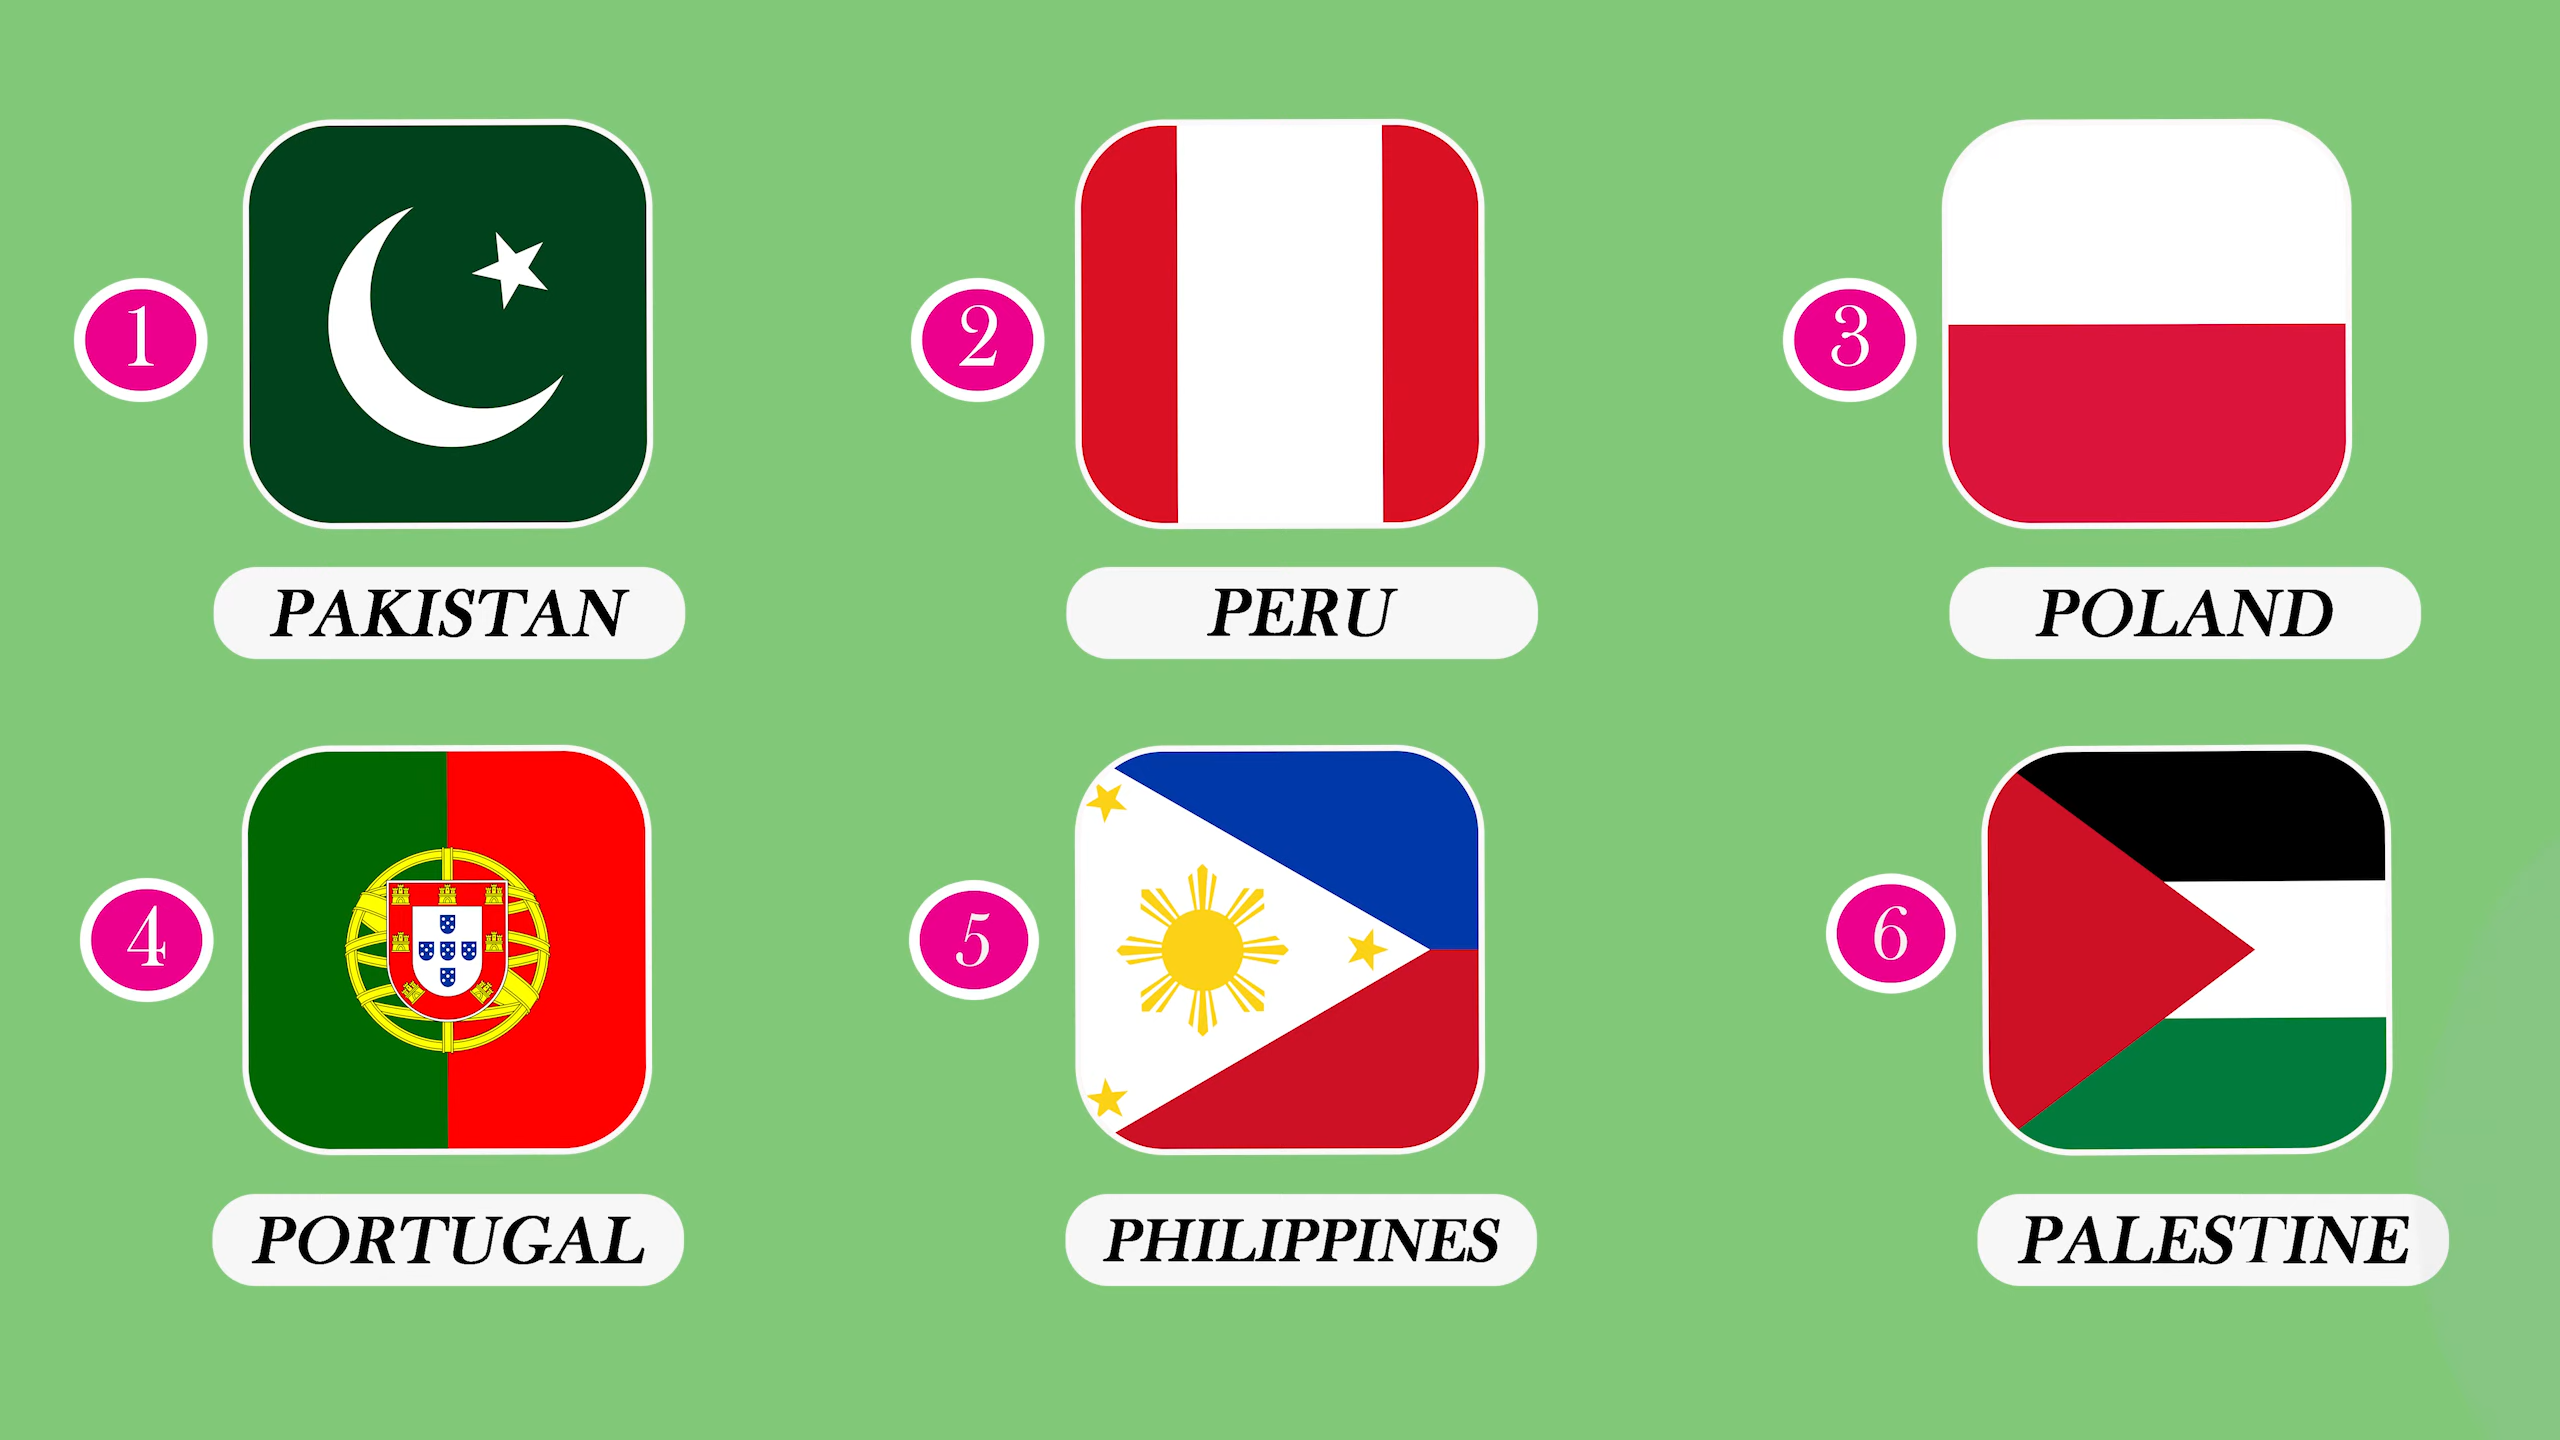 1
PAKISTAN
2
PERU
3
POLAND
4
PORTUGAL
5
PHILIPPINES
6
PALESTINE